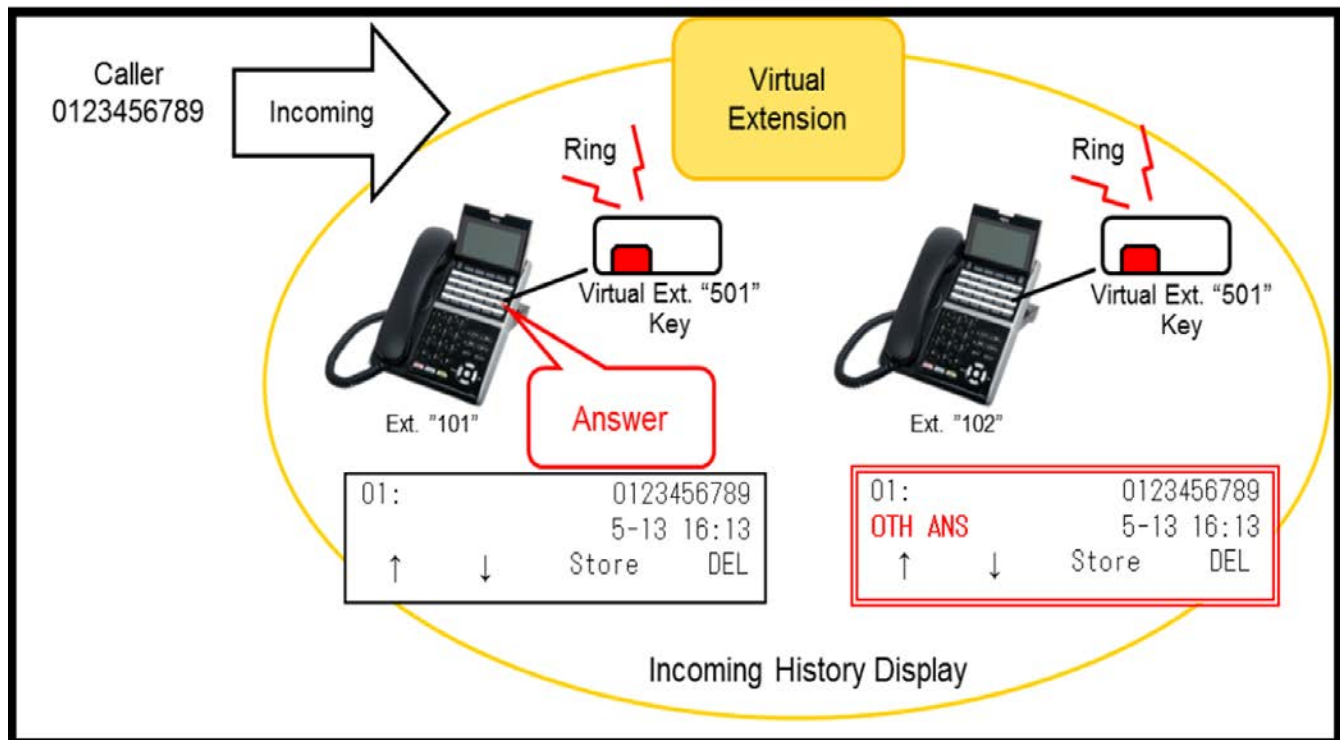 Caller
0123456789
Incoming
Virtual
Extension
Ring
Ring
Virtual Ext. “501”
Key
Virtual Ext. “501”
Key
Answer
Ext. ”101”
Ext. ”102”
01: 0123456789
5-13 16:13
↑ ↓ Store DEL
01: 0123456789
OTH ANS 5-13 16:13
↑ ↓ Store DEL
Incoming History Display